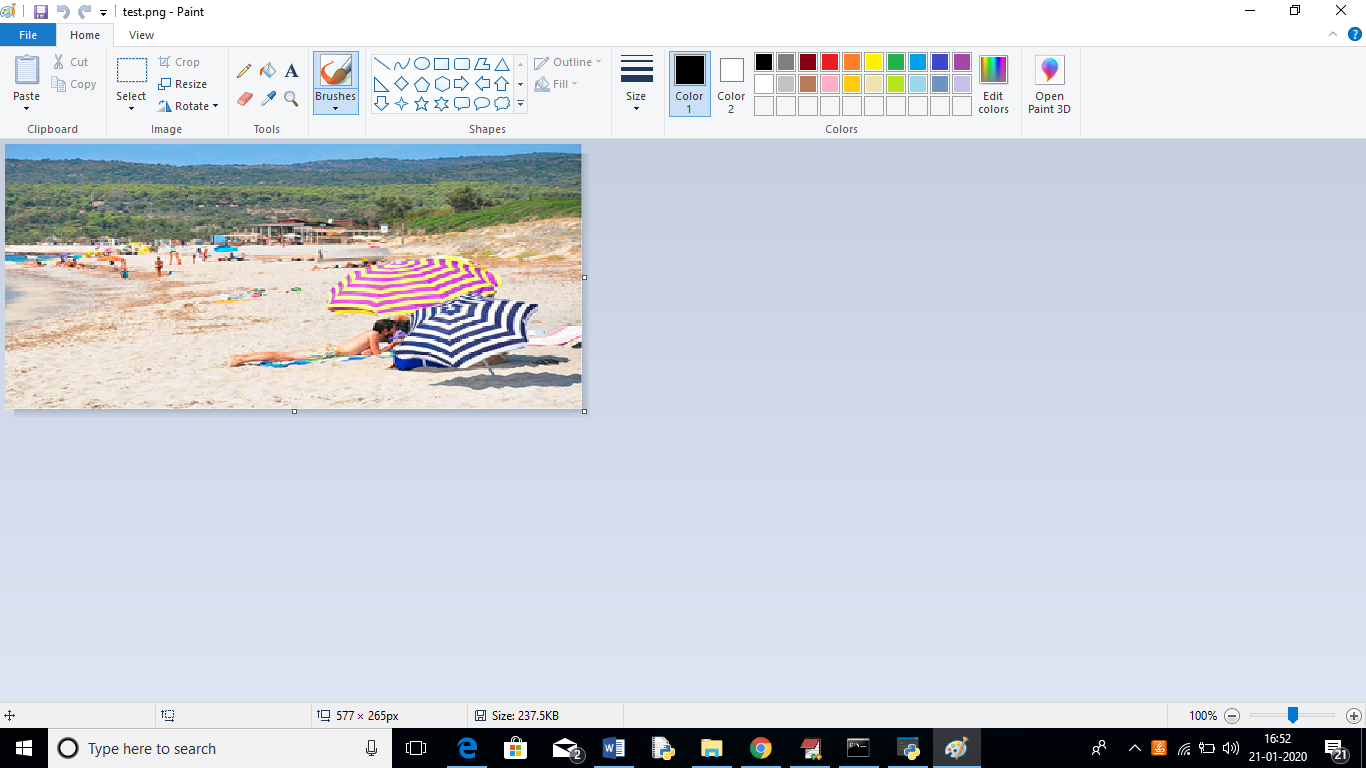 test.png - Paint
File Home View
Paste
Cut
Copy
Clipboard
Select
Crop
Resize
Rotate
Image
A
Tools
Brushes
Outline
Fill
Shapes
Size
Color 1
Color 2
Edit colors
Colors
Open Paint 3D
577 × 265px
Size: 237.5KB
100%
Type here to search
2
16:52
21-01-2020
21